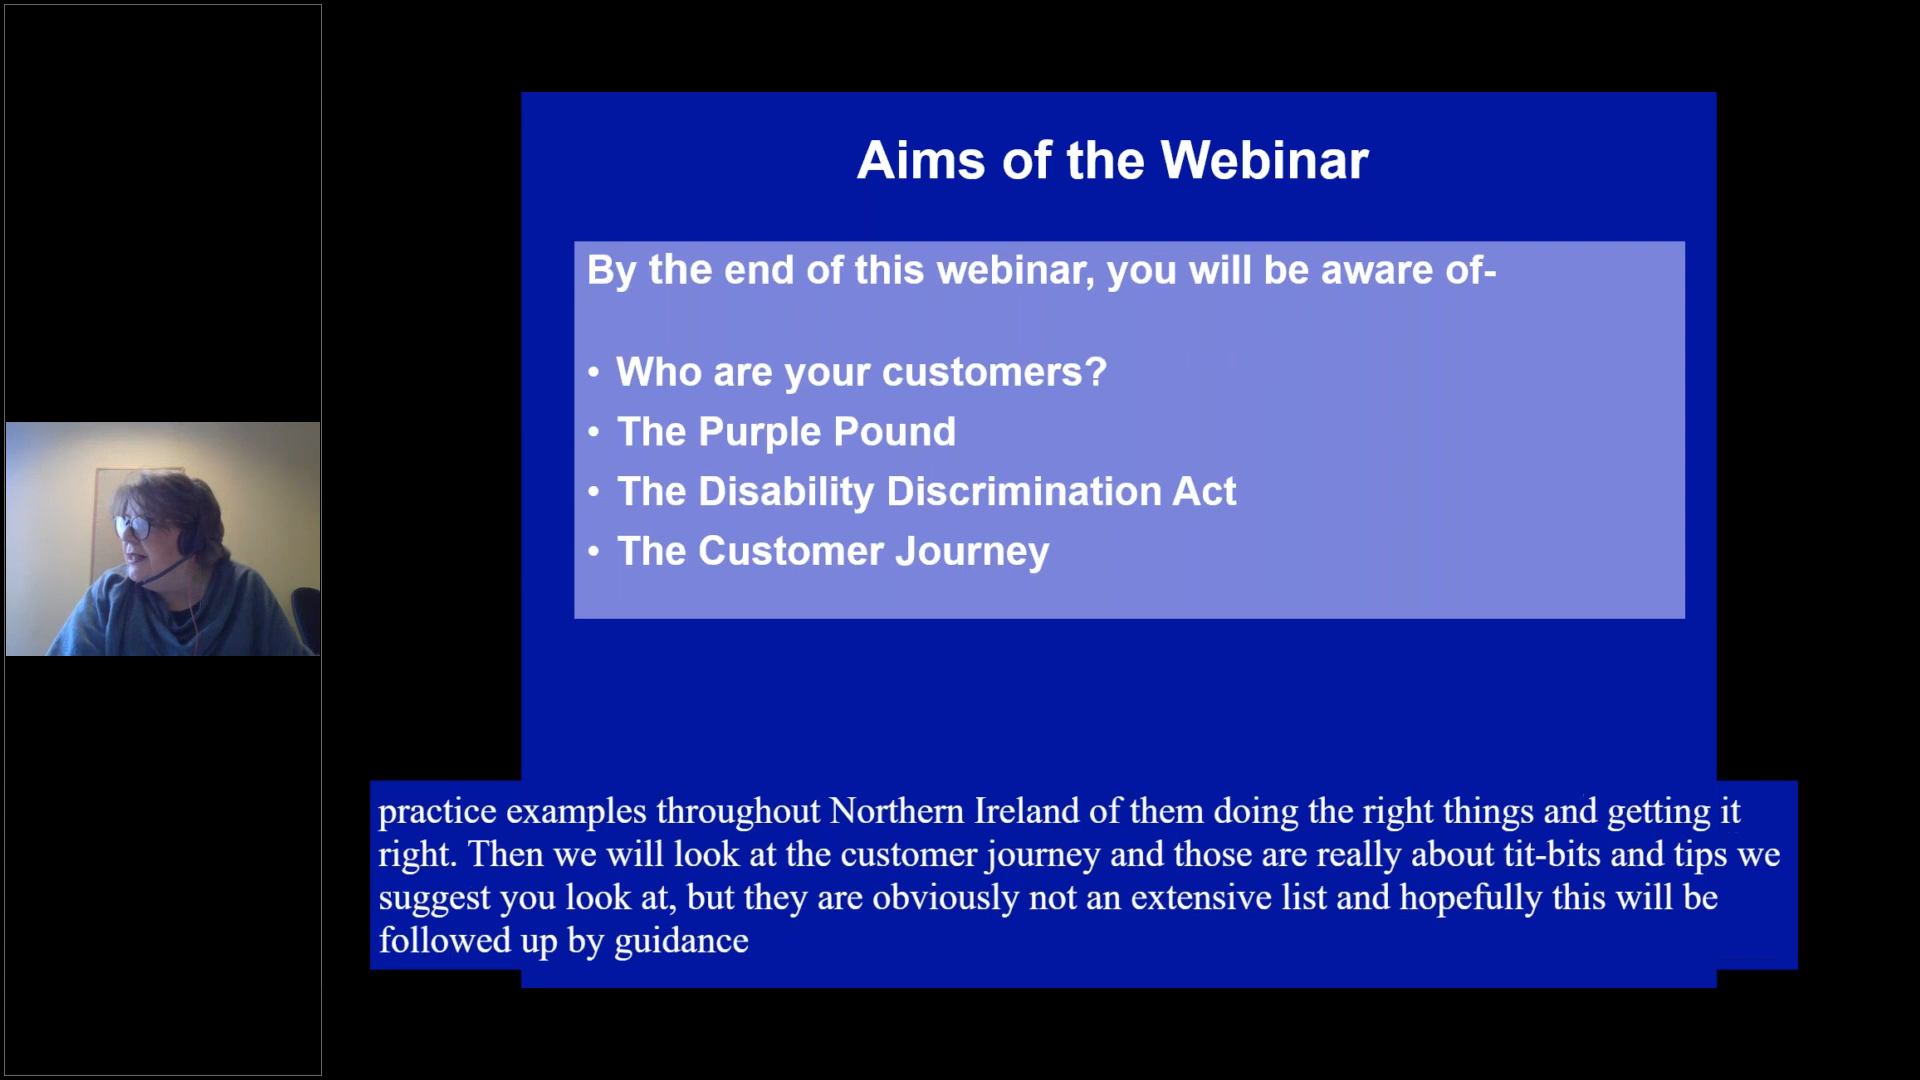 Aims of the Webinar
By the end of this webinar, you will be aware of-
• Who are your customers?
• The Purple Pound
• The Disability Discrimination Act
• The Customer Journey
practice examples throughout Northern Ireland of them doing the right things and getting it
right. Then we will look at the customer journey and those are really about tit-bits and tips we
suggest you look at, but they are obviously not an extensive list and hopefully this will be
followed up by guidance